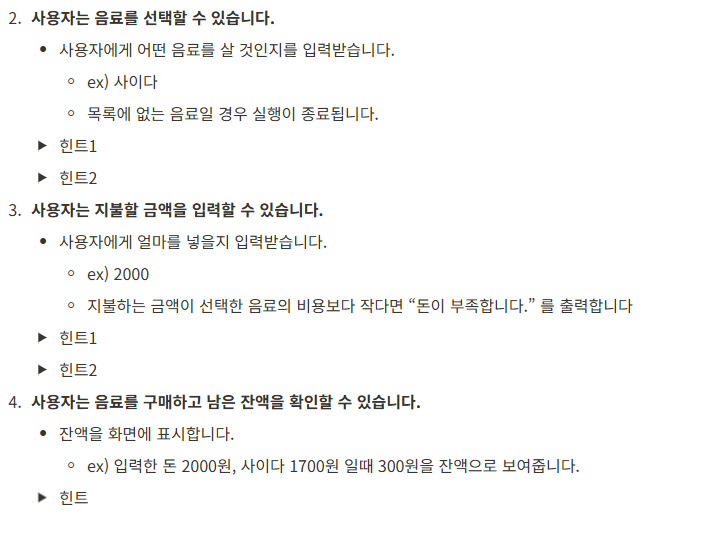 2. 사용자는 음료를 선택할 수 있습니다.
• 사용자에게 어떤 음료를 살 것인지를 입력받습니다.
◦ ex) 사이다
◦ 목록에 없는 음료일 경우 실행이 종료됩니다.
▶ 힌트1
▶ 힌트2
3. 사용자는 지불할 금액을 입력할 수 있습니다.
• 사용자에게 얼마를 넣을지 입력받습니다.
◦ ex) 2000
◦ 지불하는 금액이 선택한 음료의 비용보다 작다면 “돈이 부족합니다.” 를 출력합니다
▶ 힌트1
▶ 힌트2
4. 사용자는 음료를 구매하고 남은 잔액을 확인할 수 있습니다.
• 잔액을 화면에 표시합니다.
◦ ex) 입력한 돈 2000원, 사이다 1700원 일때 300원을 잔액으로 보여줍니다.
▶ 힌트